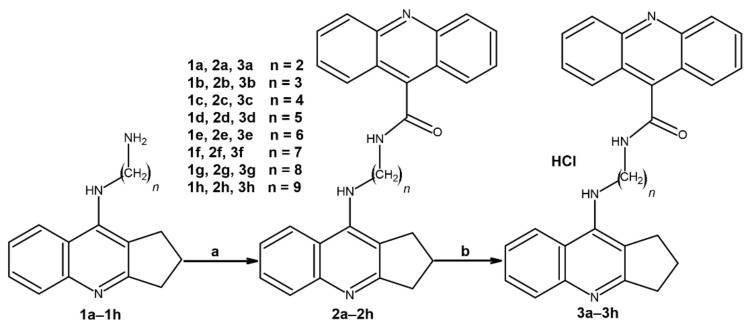 N
N
1a, 2a, 3a n = 2
1b, 2b, 3b n = 3
1c, 2c, 3c n = 4
1d, 2d, 3d n = 5
1e, 2e, 3e n = 6
1f, 2f, 3f n = 7
1g, 2g, 3g n = 8
1h, 2h, 3h n = 9
NH2
(CH2)n
HN
N
1a–1h
a
O
HN
(CH2)n
HN
N
2a–2h
b
O
HN
HCl
(CH2)n
HN
N
3a–3h